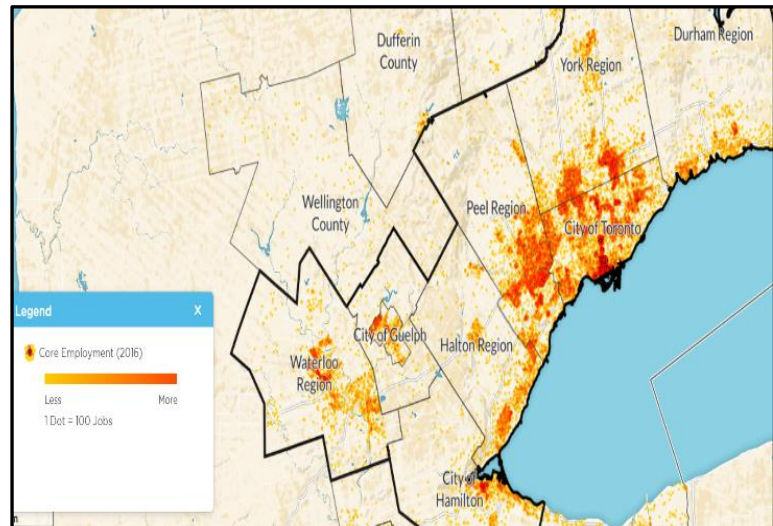 Dufferin
County
York Region
Durham Region
Wellington
County
Peel Region
City of Toronto
Legend
X
City of Guelph
Halton Region
Core Employment (2016)
Waterloo
Region
Less
More
1 Dot = 100 Jobs
City of
Hamilton